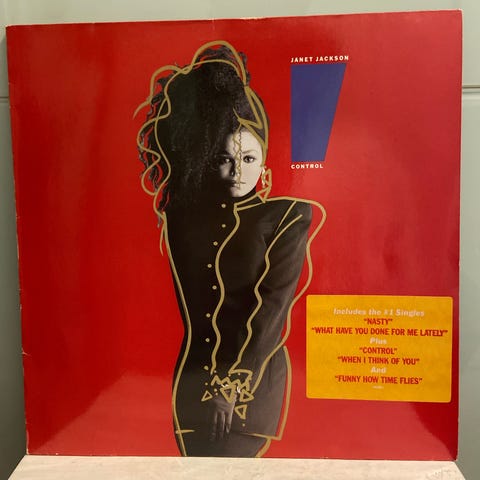 JANET JACKSON
CONTROL
Includes the #1 Singles
"NASTY"
"WHAT HAVE YOU DONE FOR ME LATELY"
Plus
"CONTROL"
"WHEN I THINK OF YOU"
And
"FUNNY HOW TIME FLIES"